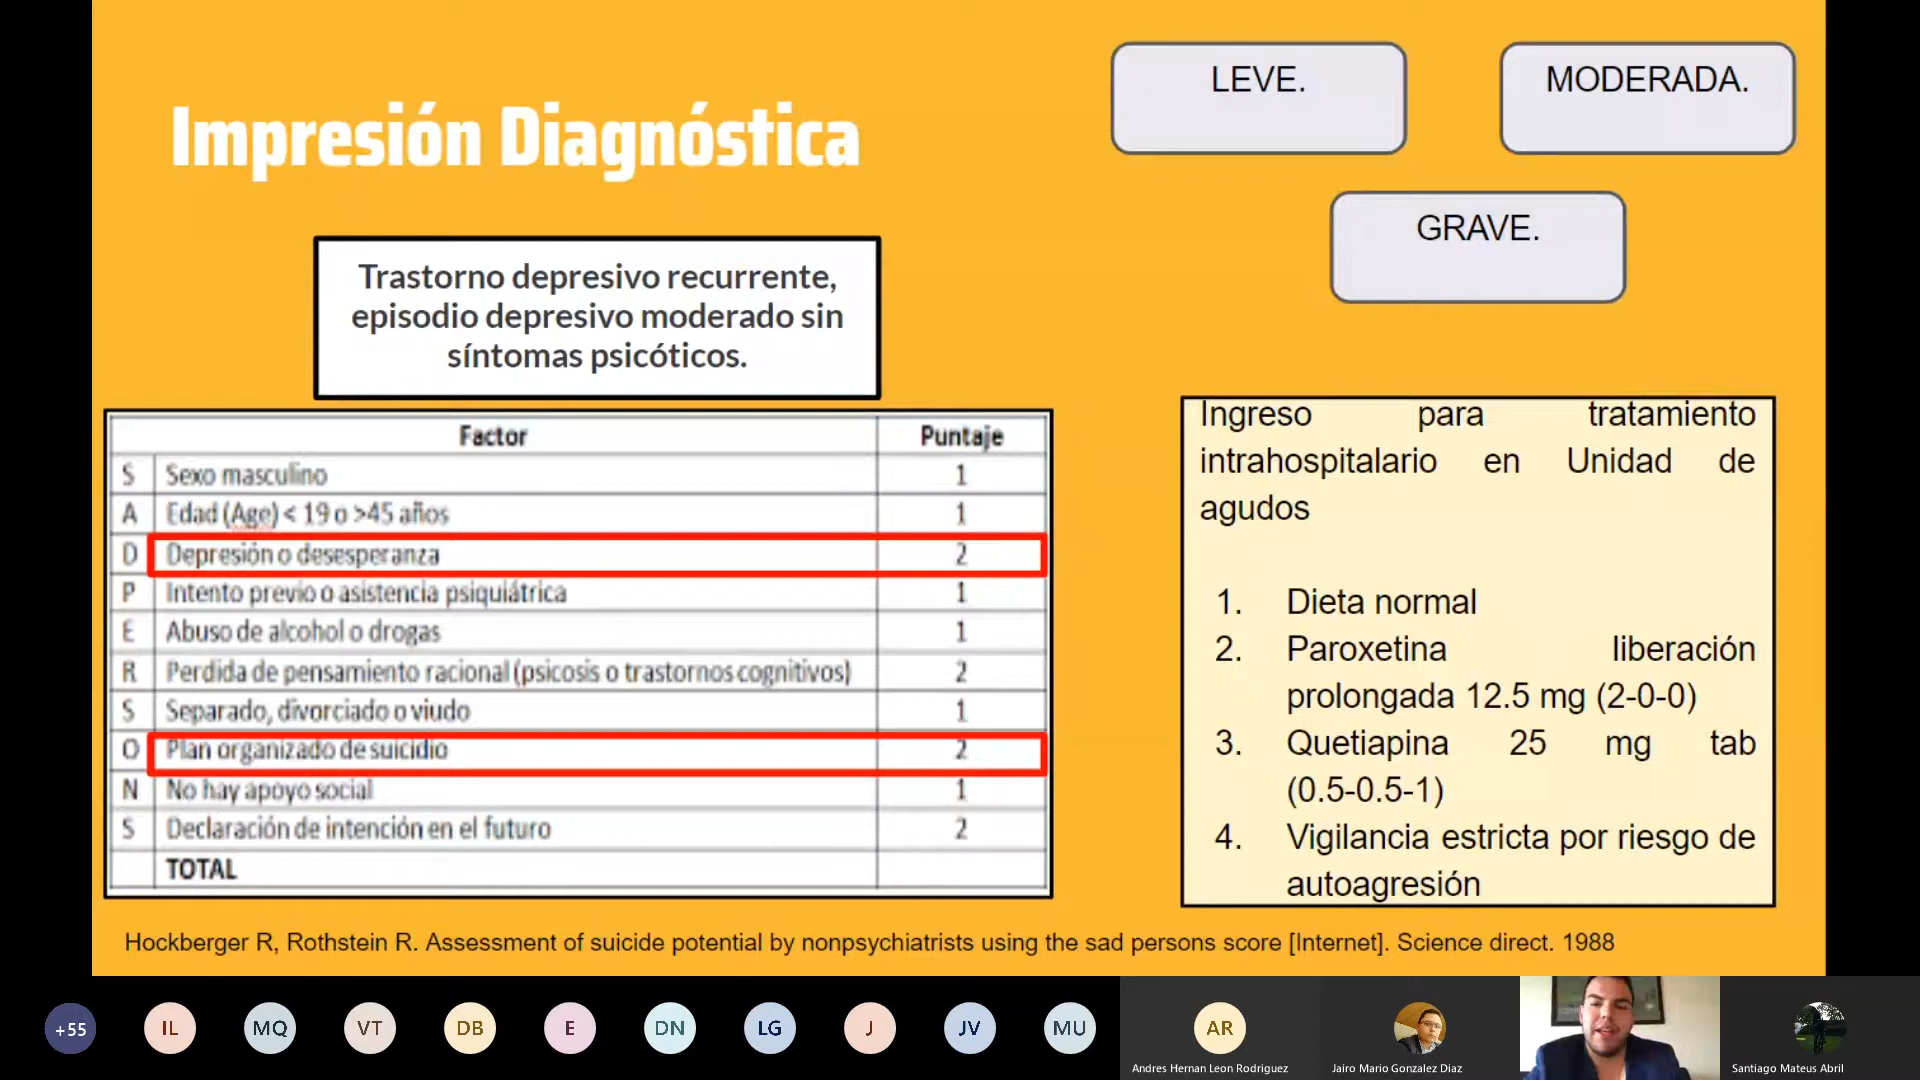 Impresión Diagnóstica
LEVE.
MODERADA.
GRAVE.
Trastorno depresivo recurrente,
episodio depresivo moderado sin
síntomas psicóticos.
Factor Puntaje
S Sexo masculino 1
A Edad (Age) < 19 o >45 años 1
D Depresión o desesperanza 2
P Intento previo o asistencia psiquiátrica 1
E Abuso de alcohol o drogas 1
R Perdida de pensamiento racional (psicosis o trastornos cognitivos) 2
S Separado, divorciado o viudo 1
O Plan organizado de suicidio 2
N No hay apoyo social 1
S Declaración de intención en el futuro 2
TOTAL
Ingreso para tratamiento
intrahospitalario en Unidad de
agudos
1. Dieta normal
2. Paroxetina liberación
prolongada 12.5 mg (2-0-0)
3. Quetiapina 25 mg tab
(0.5-0.5-1)
4. Vigilancia estricta por riesgo de
autoagresión
Hockberger R, Rothstein R. Assessment of suicide potential by nonpsychiatrists using the sad persons score [Internet]. Science direct. 1988
+55 IL MQ VT DB E DN LG J JV MU AR
Andres Hernan Leon Rodriguez
Jairo Mario Gonzalez Diaz
Santiago Mateus Abril